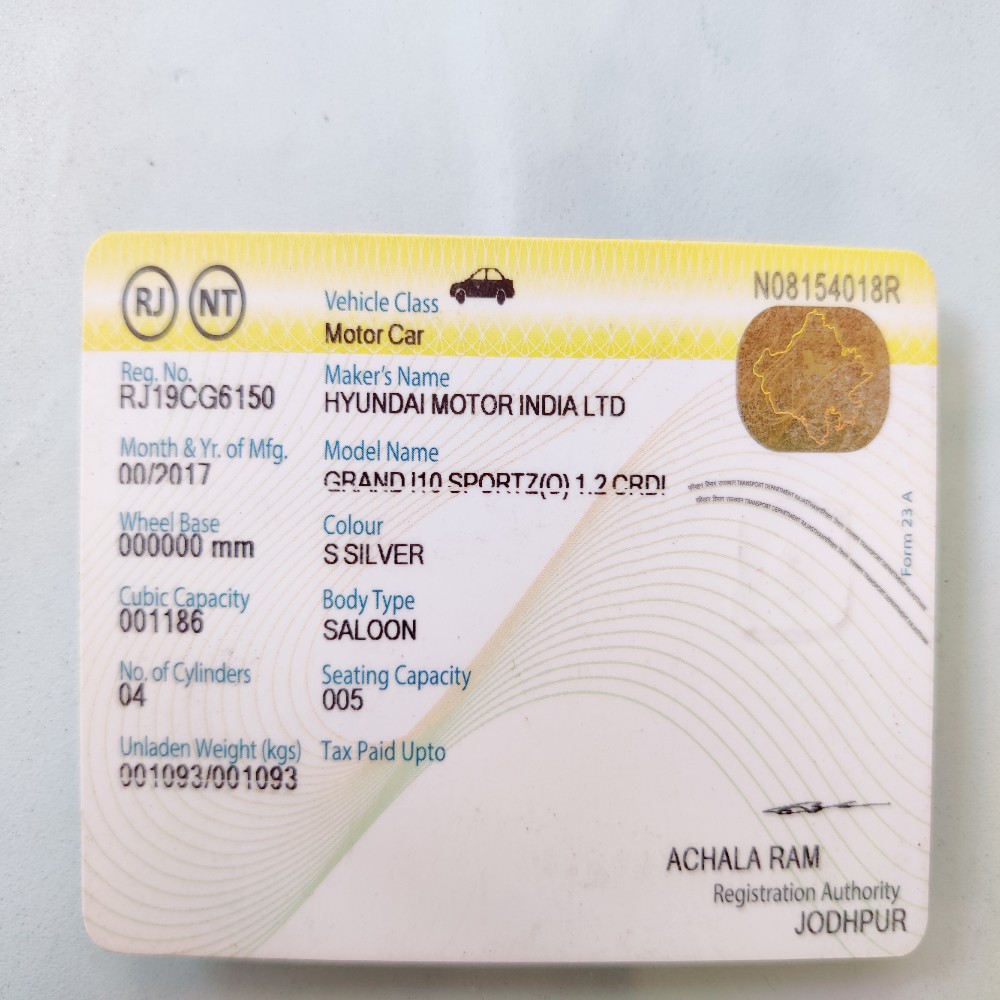 RJ NT
Vehicle Class
Motor Car
N08154018R
Reg. No.
RJ19CG6150
Maker's Name
HYUNDAI MOTOR INDIA LTD
Month & Yr. of Mfg.
00/2017
Model Name
GRAND I10 SPORTZ(O) 1.2 CRDI
Wheel Base
000000 mm
Colour
S SILVER
Cubic Capacity
001186
Body Type
SALOON
No. of Cylinders
04
Seating Capacity
005
Unladen Weight (kgs)
001093/001093
Tax Paid Upto
Form 23 A
ACHALA RAM
Registration Authority
JODHPUR